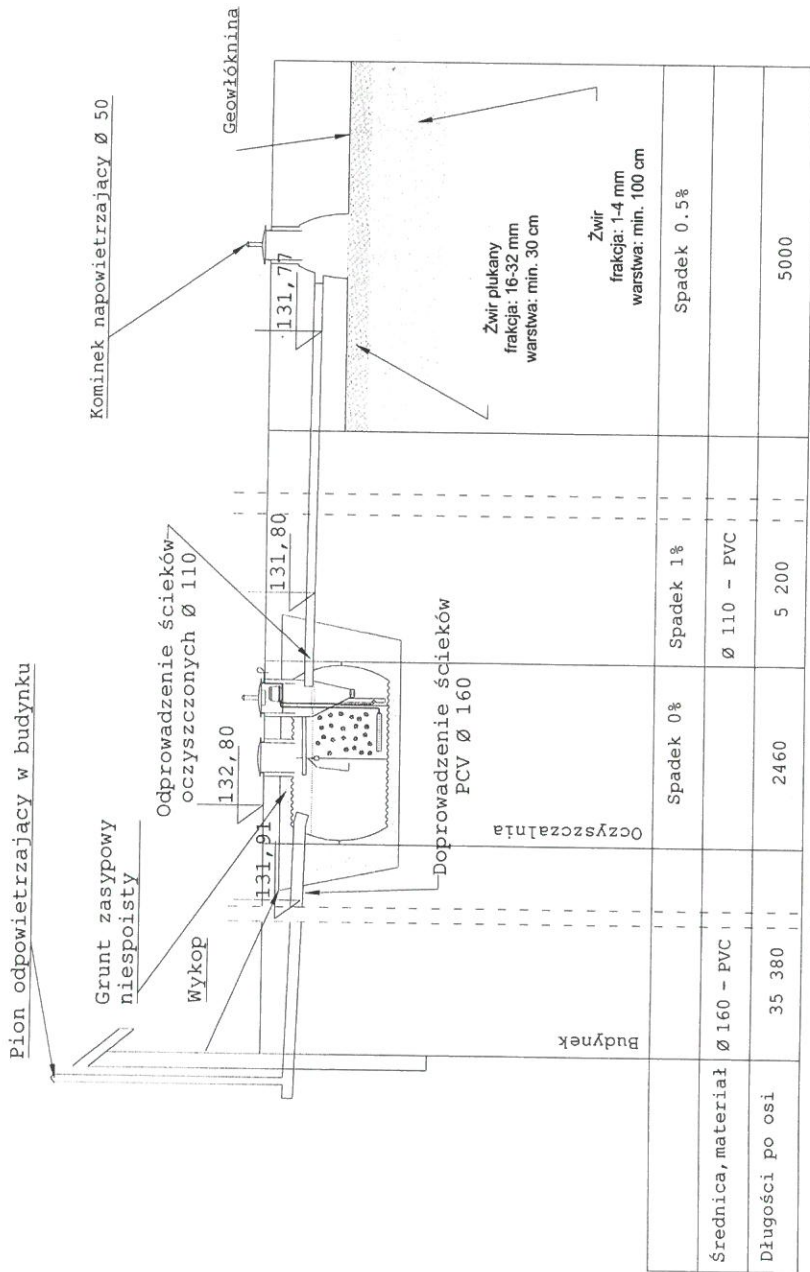 Pion odpowietrzający w budynku
Grunt zasypowy
niespoisty
Wykop
131,91
132,80
Odprowadzenie ścieków
oczyszczonych Ø 110
131,80
Kominek napowietrzający Ø 50
131,77
Geowłóknina
Doprowadzenie ścieków
PCV Ø 160
Żwir płukany
frakcja: 16-32 mm
warstwa: min. 30 cm
Żwir
frakcja: 1-4 mm
warstwa: min. 100 cm
Budynek
Oczyszczalnia
Spadek 0%
Spadek 1%
Spadek 0.5%
Średnica,materiał
Ø 160 - PVC
Ø 110 - PVC
Długości po osi
35 380
2460
5 200
5000